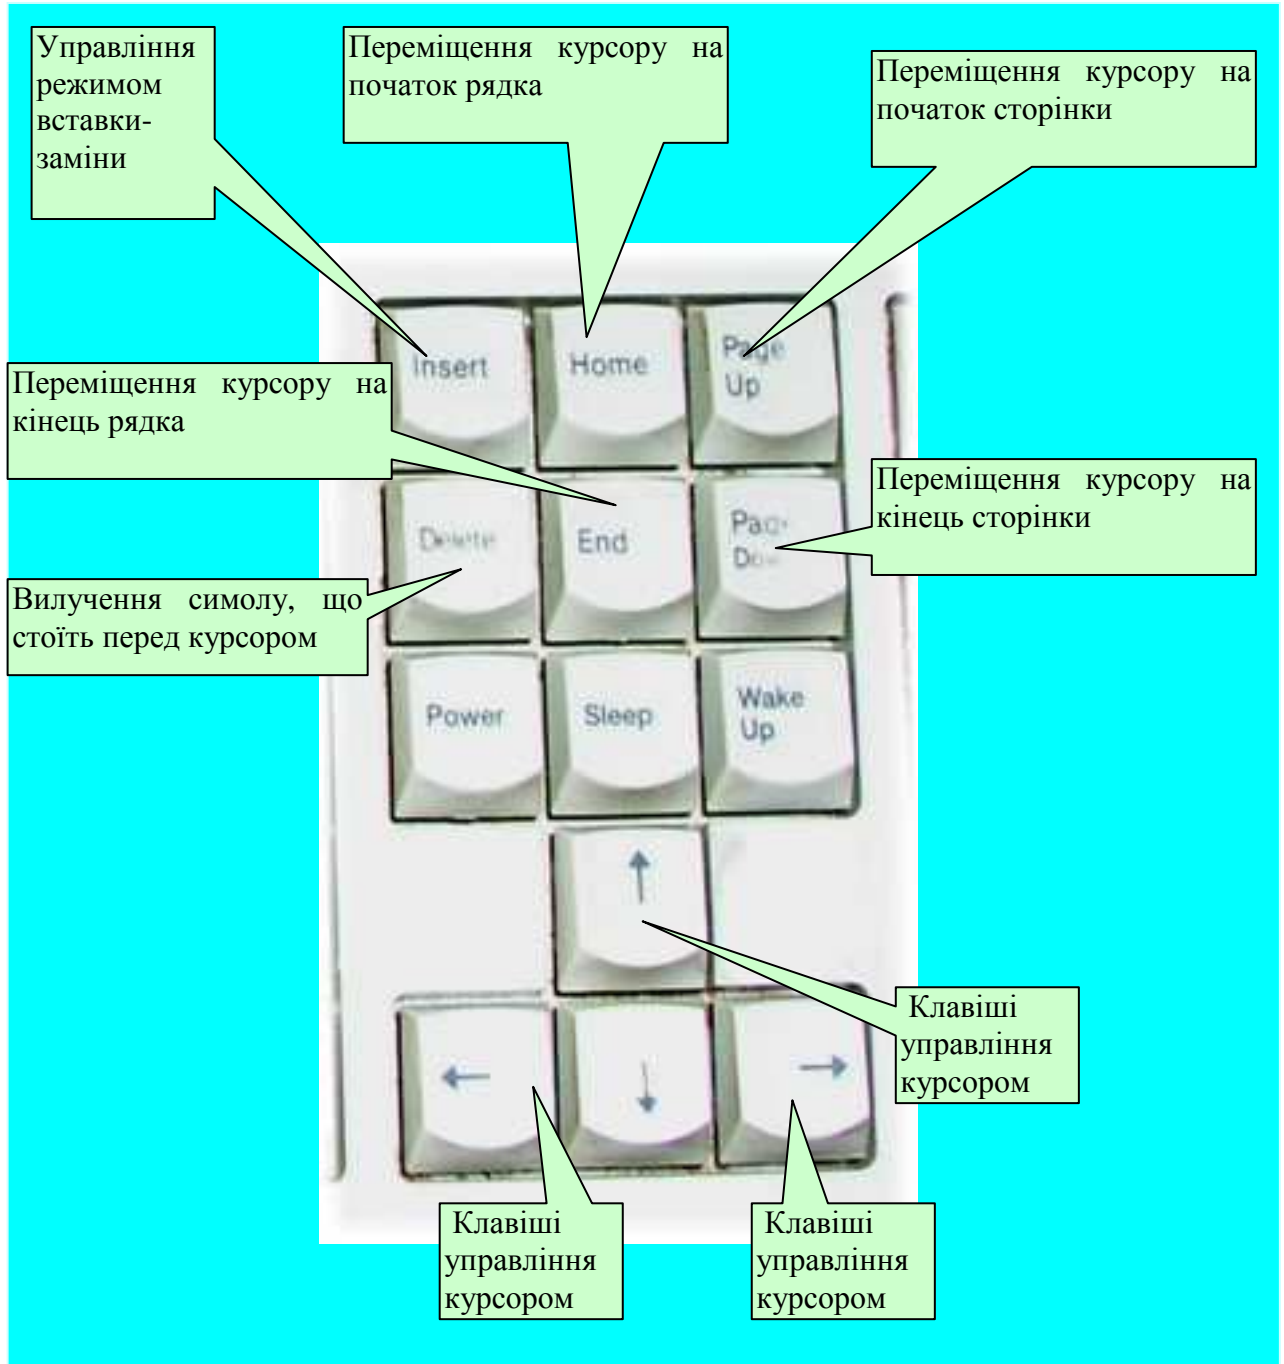 Управління
режимом
вставки-
заміни
Переміщення курсору на
початок рядка
Переміщення курсору на
початок сторінки
Insert
Home
Page
Up
Переміщення курсору на
кінець рядка
Переміщення курсору на
кінець сторінки
Delete
End
Вилучення симолу, що
стоїть перед курсором
Power
Sleep
Wake
Up
↑
Клавіші
управління
курсором
←
↓
→
Клавіші
управління
курсором
Клавіші
управління
курсором